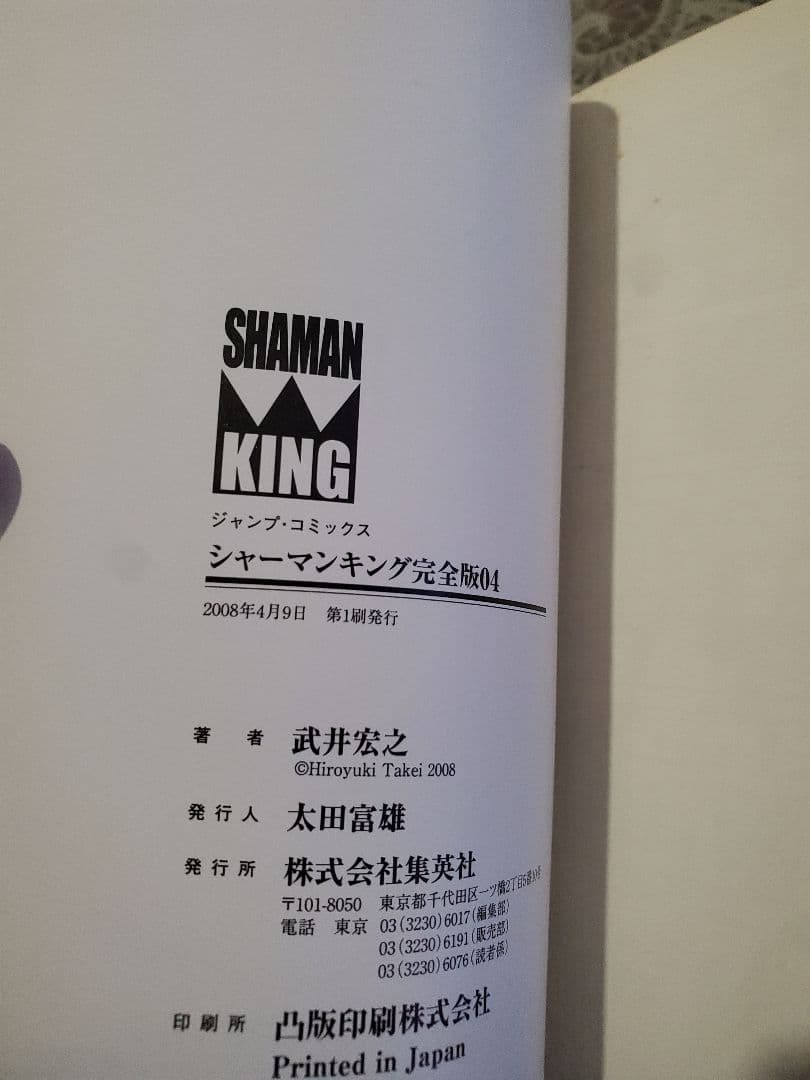 SHAMAN
KING
ジャンプ・コミックス
シャーマンキング完全版04
2008年4月9日 第1刷発行
著 者 武井宏之
©Hiroyuki Takei 2008
発行人 太田富雄
発行所 株式会社集英社
〒101-8050 東京都千代田区一ツ橋2丁目5番10号
電話 東京 03(3230)6017(編集部)
03(3230)6191(販売部)
03(3230)6076(読者係)
印刷所 凸版印刷株式会社
Printed in Japan